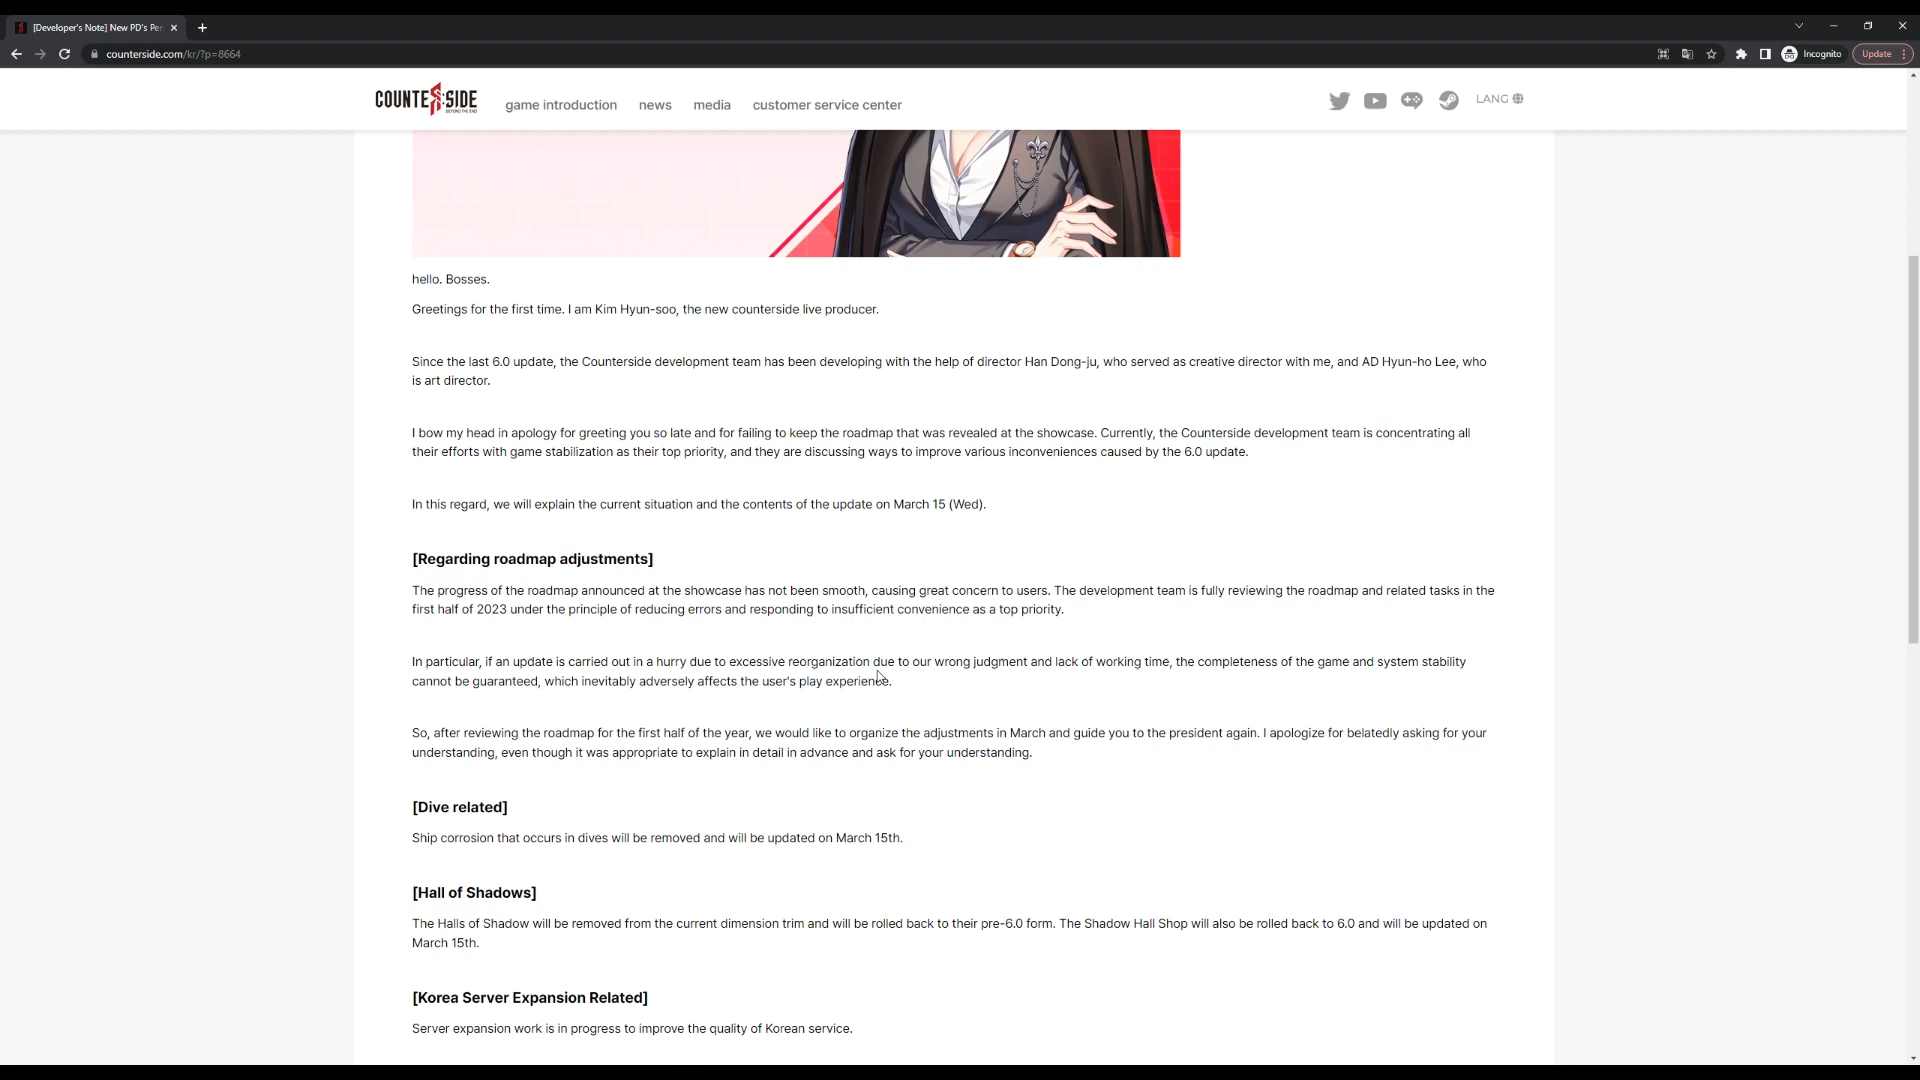 [Developer's Note] New PD's Per
counterside.com/kr/?p=8664
Incognito
Update
COUNTERSIDE
BEYOND THE END
game introduction
news
media
customer service center
LANG
hello. Bosses.
Greetings for the first time. I am Kim Hyun-soo, the new counterside live producer.
Since the last 6.0 update, the Counterside development team has been developing with the help of director Han Dong-ju, who served as creative director with me, and AD Hyun-ho Lee, who
is art director.
I bow my head in apology for greeting you so late and for failing to keep the roadmap that was revealed at the showcase. Currently, the Counterside development team is concentrating all
their efforts with game stabilization as their top priority, and they are discussing ways to improve various inconveniences caused by the 6.0 update.
In this regard, we will explain the current situation and the contents of the update on March 15 (Wed).
[Regarding roadmap adjustments]
The progress of the roadmap announced at the showcase has not been smooth, causing great concern to users. The development team is fully reviewing the roadmap and related tasks in the
first half of 2023 under the principle of reducing errors and responding to insufficient convenience as a top priority.
In particular, if an update is carried out in a hurry due to excessive reorganization due to our wrong judgment and lack of working time, the completeness of the game and system stability
cannot be guaranteed, which inevitably adversely affects the user's play experience.
So, after reviewing the roadmap for the first half of the year, we would like to organize the adjustments in March and guide you to the president again. I apologize for belatedly asking for your
understanding, even though it was appropriate to explain in detail in advance and ask for your understanding.
[Dive related]
Ship corrosion that occurs in dives will be removed and will be updated on March 15th.
[Hall of Shadows]
The Halls of Shadow will be removed from the current dimension trim and will be rolled back to their pre-6.0 form. The Shadow Hall Shop will also be rolled back to 6.0 and will be updated on
March 15th.
[Korea Server Expansion Related]
Server expansion work is in progress to improve the quality of Korean service.